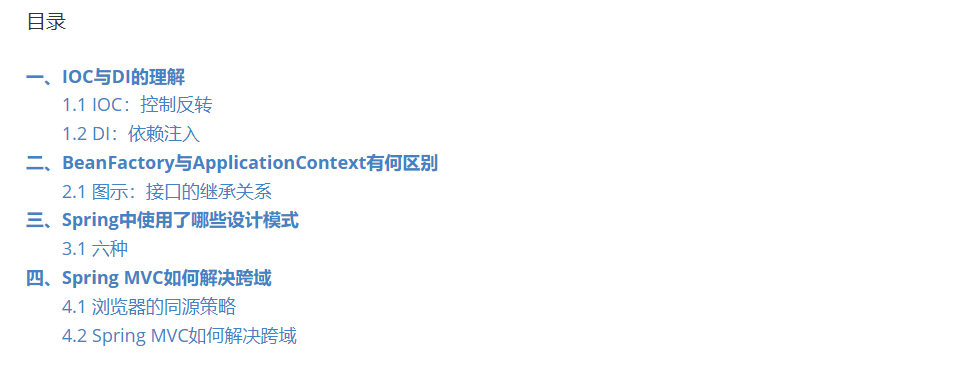 目录
一、IOC与DI的理解
1.1 IOC：控制反转
1.2 DI：依赖注入
二、BeanFactory与ApplicationContext有何区别
2.1 图示：接口的继承关系
三、Spring中使用了哪些设计模式
3.1 六种
四、Spring MVC如何解决跨域
4.1 浏览器的同源策略
4.2 Spring MVC如何解决跨域